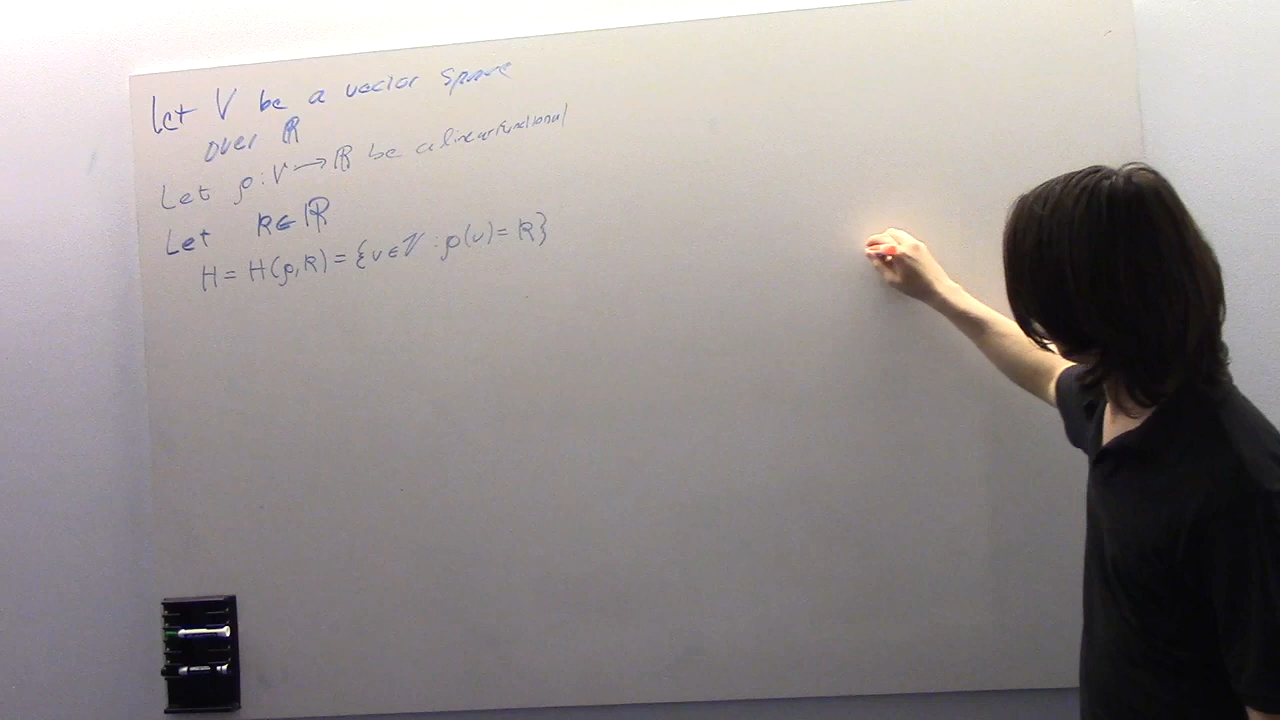 Let V be a vector space
over ℝ
Let ρ: V → ℝ be a linear functional
Let k ∈ ℝ
H = H(ρ, k) = {v ∈ V : ρ(v) = k}